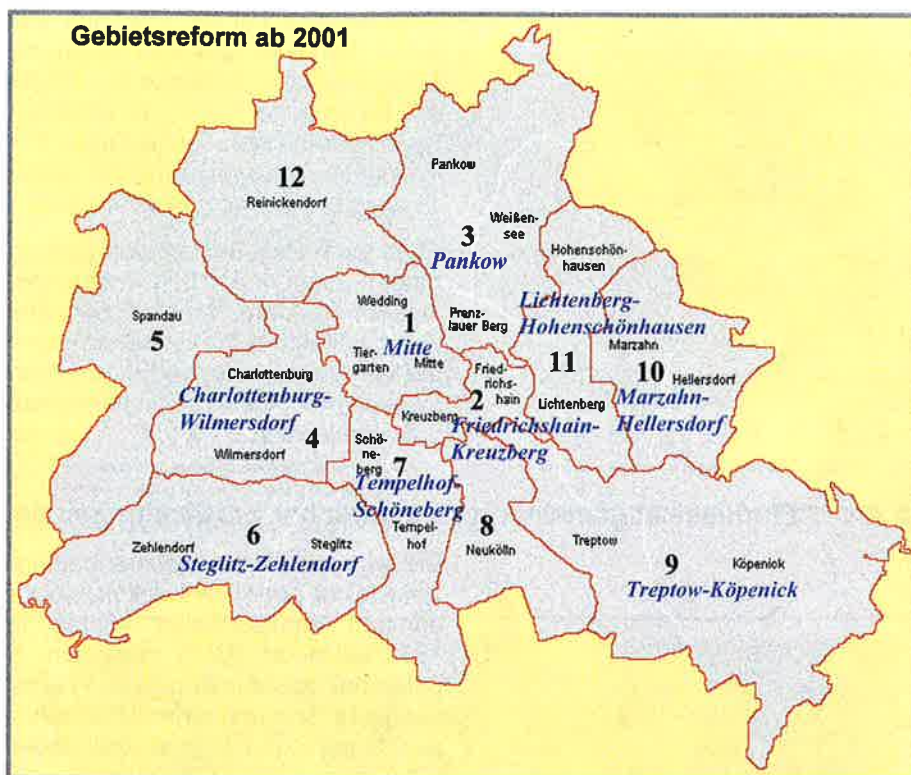 Gebietsreform ab 2001
12
Reinickendorf
Pankow
Weißen-
see
3
Pankow
Hohenschön-
hausen
Prenz-
lauer Berg
Lichtenberg-
Hohenschönhausen
Wedding
1
Mitte
Tier-
garten
Mitte
Spandau
5
Marzahn
10
Hellersdorf
Marzahn-
Hellersdorf
11
Lichtenberg
Fried-
richs-
hain
2
Kreuzberg
Friedrichshain-
Kreuzberg
Charlottenburg
Charlottenburg-
Wilmersdorf
Wilmersdorf
4
Schöne-
berg
7
Tempelhof-
Schöneberg
Tempel-
hof
6
Zehlendorf
Steglitz
Steglitz-Zehlendorf
8
Neukölln
Treptow
9
Köpenick
Treptow-Köpenick